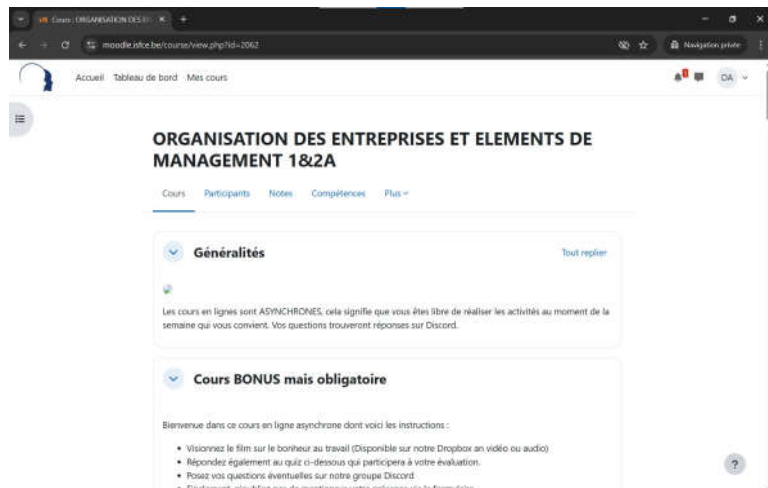 Cours : ORGANISATION DES E
moodle.isfce.be/course/view.php?id=2062
Navigation privée
Accueil Tableau de bord Mes cours
DA
ORGANISATION DES ENTREPRISES ET ELEMENTS DE
MANAGEMENT 1&2A
Cours Participants Notes Compétences Plus
Généralités Tout replier
Les cours en lignes sont ASYNCHRONES, cela signifie que vous êtes libre de réaliser les activités au moment de la
semaine qui vous convient. Vos questions trouveront réponses sur Discord.
Cours BONUS mais obligatoire
Bienvenue dans ce cours en ligne asynchrone dont voici les instructions :
• Visionnez le film sur le bonheur au travail (Disponible sur notre Dropbox an vidéo ou audio)
• Répondez également au quiz ci-dessous qui participera à votre évaluation.
• Posez vos questions éventuelles sur notre groupe Discord
?